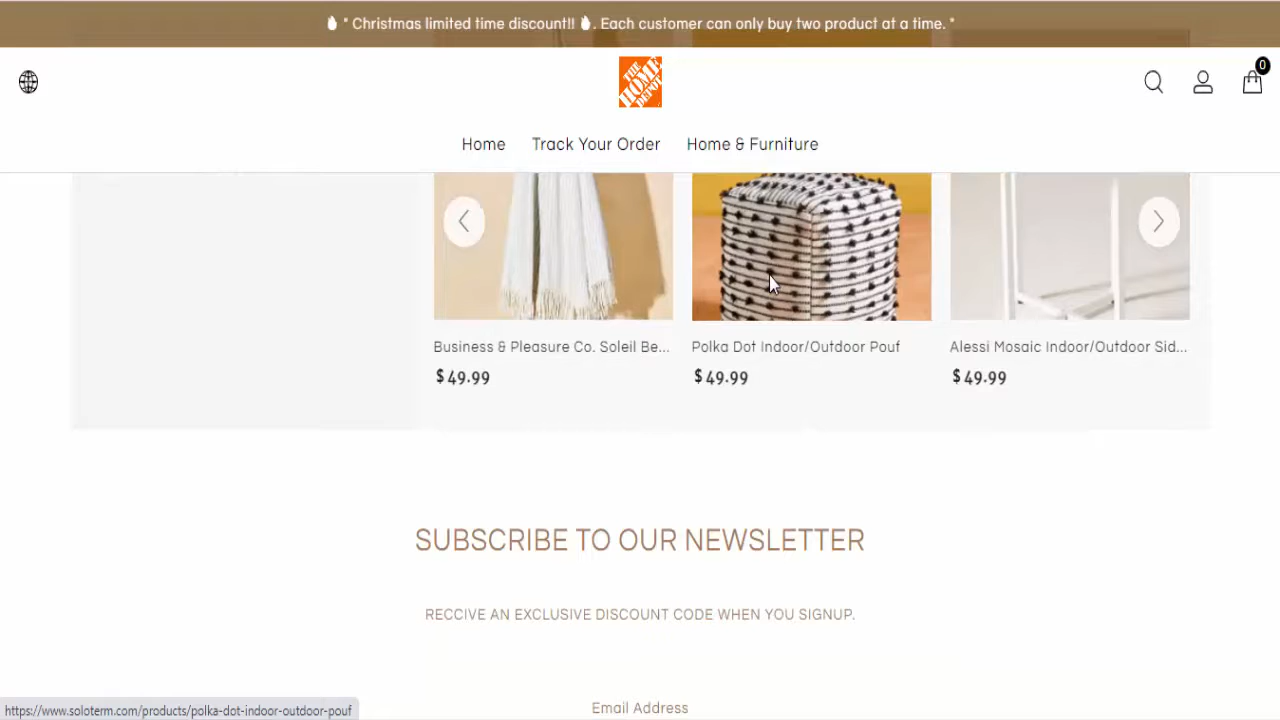 " Christmas limited time discount!! . Each customer can only buy two product at a time. "
THE HOME DEPOT
0
Home Track Your Order Home & Furniture
Business & Pleasure Co. Soleil Be... Polka Dot Indoor/Outdoor Pouf Alessi Mosaic Indoor/Outdoor Sid...
$49.99 $49.99 $49.99
SUBSCRIBE TO OUR NEWSLETTER
RECCIVE AN EXCLUSIVE DISCOUNT CODE WHEN YOU SIGNUP.
Email Address
https://www.soloterm.com/products/polka-dot-indoor-outdoor-pouf